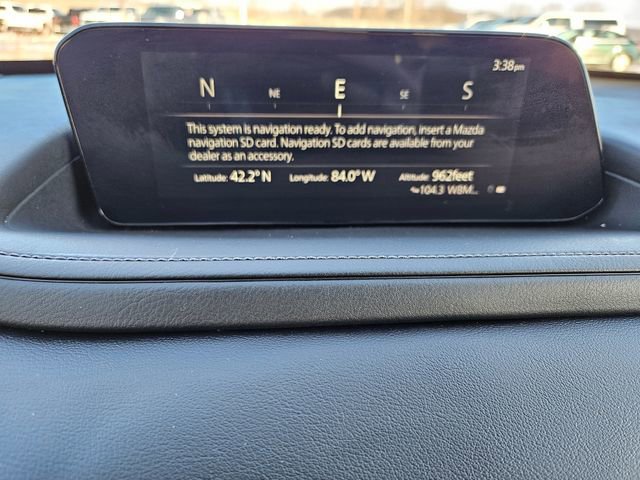 3:38pm
N NE E SE S
This system is navigation ready. To add navigation, insert a Mazda
navigation SD card. Navigation SD cards are available from your
dealer as an accessory.
Latitude: 42.2° N Longitude: 84.0° W Altitude: 962feet
104.3 WBM...